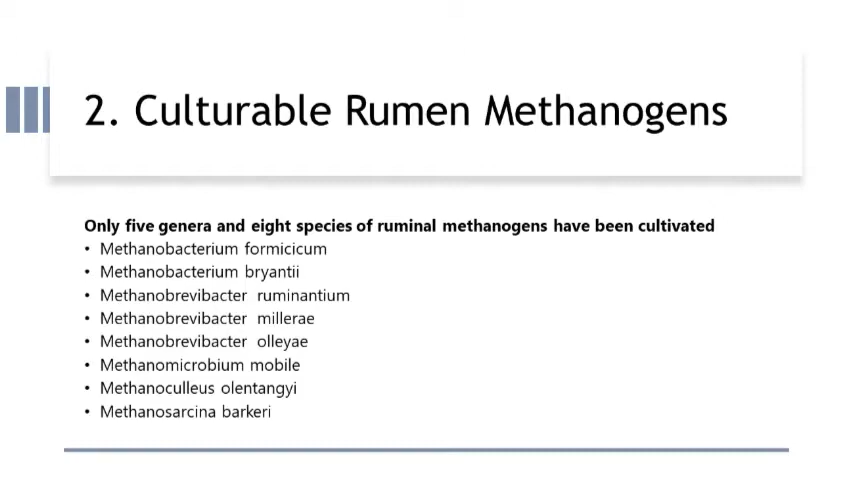 2. Culturable Rumen Methanogens
Only five genera and eight species of ruminal methanogens have been cultivated
• Methanobacterium formicicum
• Methanobacterium bryantii
• Methanobrevibacter ruminantium
• Methanobrevibacter millerae
• Methanobrevibacter olleyae
• Methanomicrobium mobile
• Methanoculleus olentangyi
• Methanosarcina barkeri